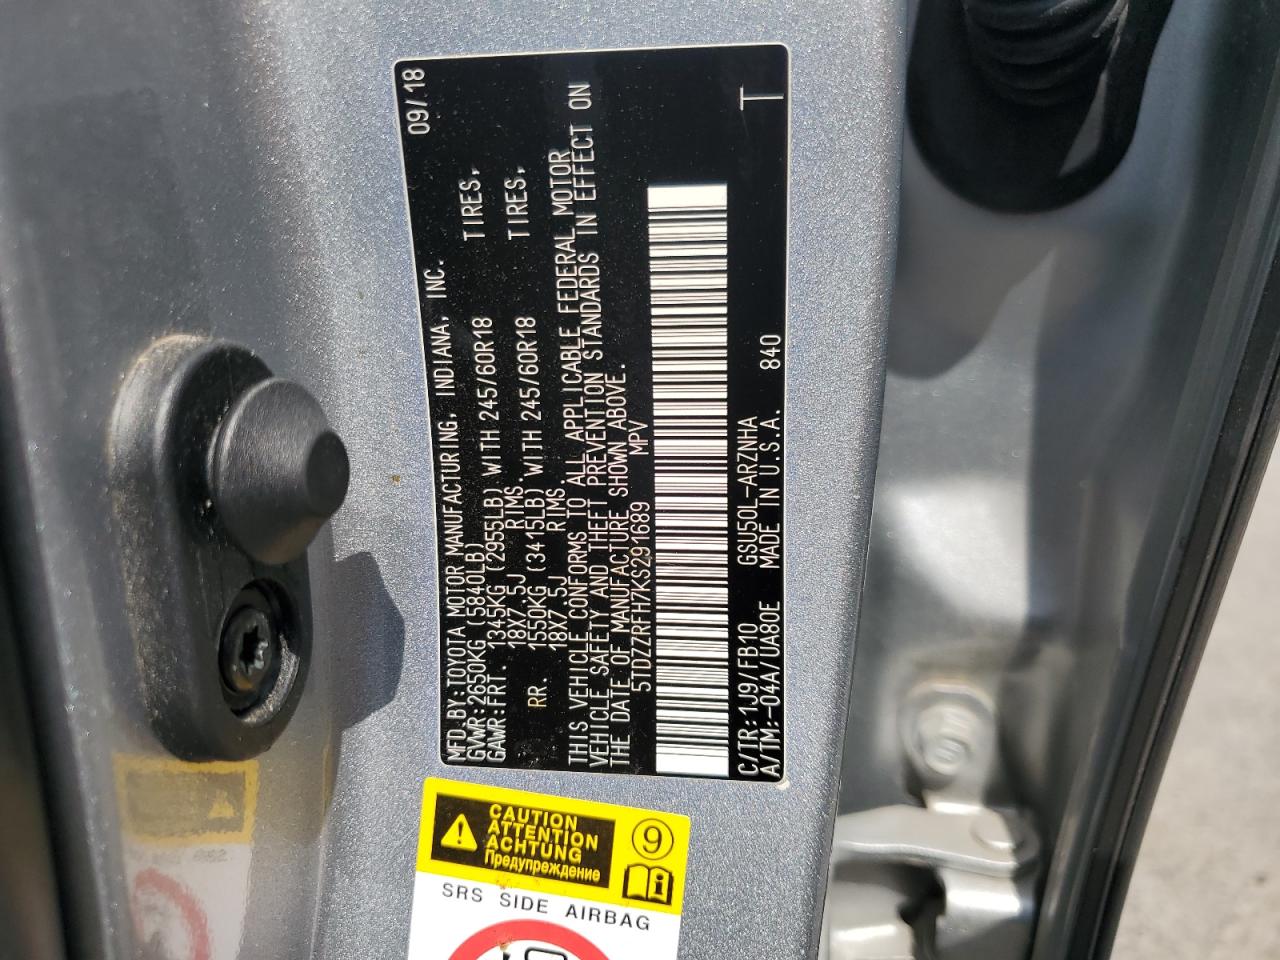 09/18
MFD.BY:TOYOTA MOTOR MANUFACTURING, INDIANA, INC.
GVWR:2650KG (5840LB)
GAWR:FRT. 1345KG (2955LB) WITH 245/60R18 TIRES,
18X7.5J RIMS,
RR. 1550KG (3415LB) WITH 245/60R18 TIRES,
18X7.5J RIMS.
THIS VEHICLE CONFORMS TO ALL APPLICABLE FEDERAL MOTOR
VEHICLE SAFETY AND THEFT PREVENTION STANDARDS IN EFFECT ON
THE DATE OF MANUFACTURE SHOWN ABOVE.
5TDZZRFH7KS291689 MPV
C/TR:1J9/FB10 GSU50L-ARZNHA
A/TM:-04A/UA80E MADE IN U.S.A. 840
T
CAUTION
ATTENTION
ACHTUNG
Предупреждение
9
SRS SIDE AIRBAG